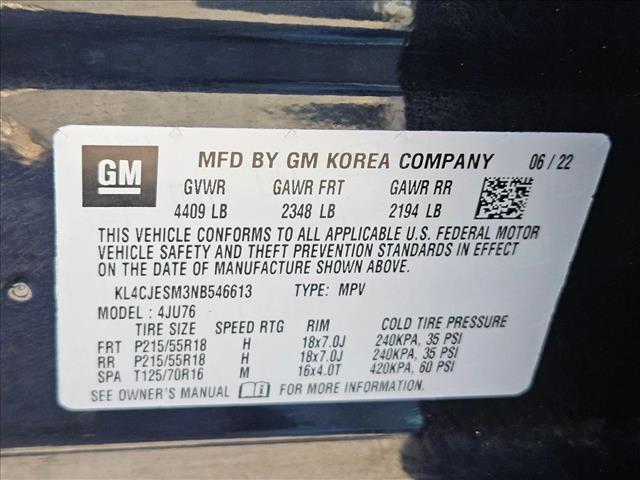 GM MFD BY GM KOREA COMPANY 06/22
GVWR GAWR FRT GAWR RR
4409 LB 2348 LB 2194 LB
THIS VEHICLE CONFORMS TO ALL APPLICABLE U.S. FEDERAL MOTOR
VEHICLE SAFETY AND THEFT PREVENTION STANDARDS IN EFFECT
ON THE DATE OF MANUFACTURE SHOWN ABOVE.
KL4CJESM3NB546613 TYPE: MPV
MODEL : 4JU76
TIRE SIZE SPEED RTG RIM COLD TIRE PRESSURE
FRT P215/55R18 H 18x7.0J 240KPA, 35 PSI
RR P215/55R18 H 18x7.0J 240KPA, 35 PSI
SPA T125/70R16 M 16x4.0T 420KPA, 60 PSI
SEE OWNER'S MANUAL FOR MORE INFORMATION.